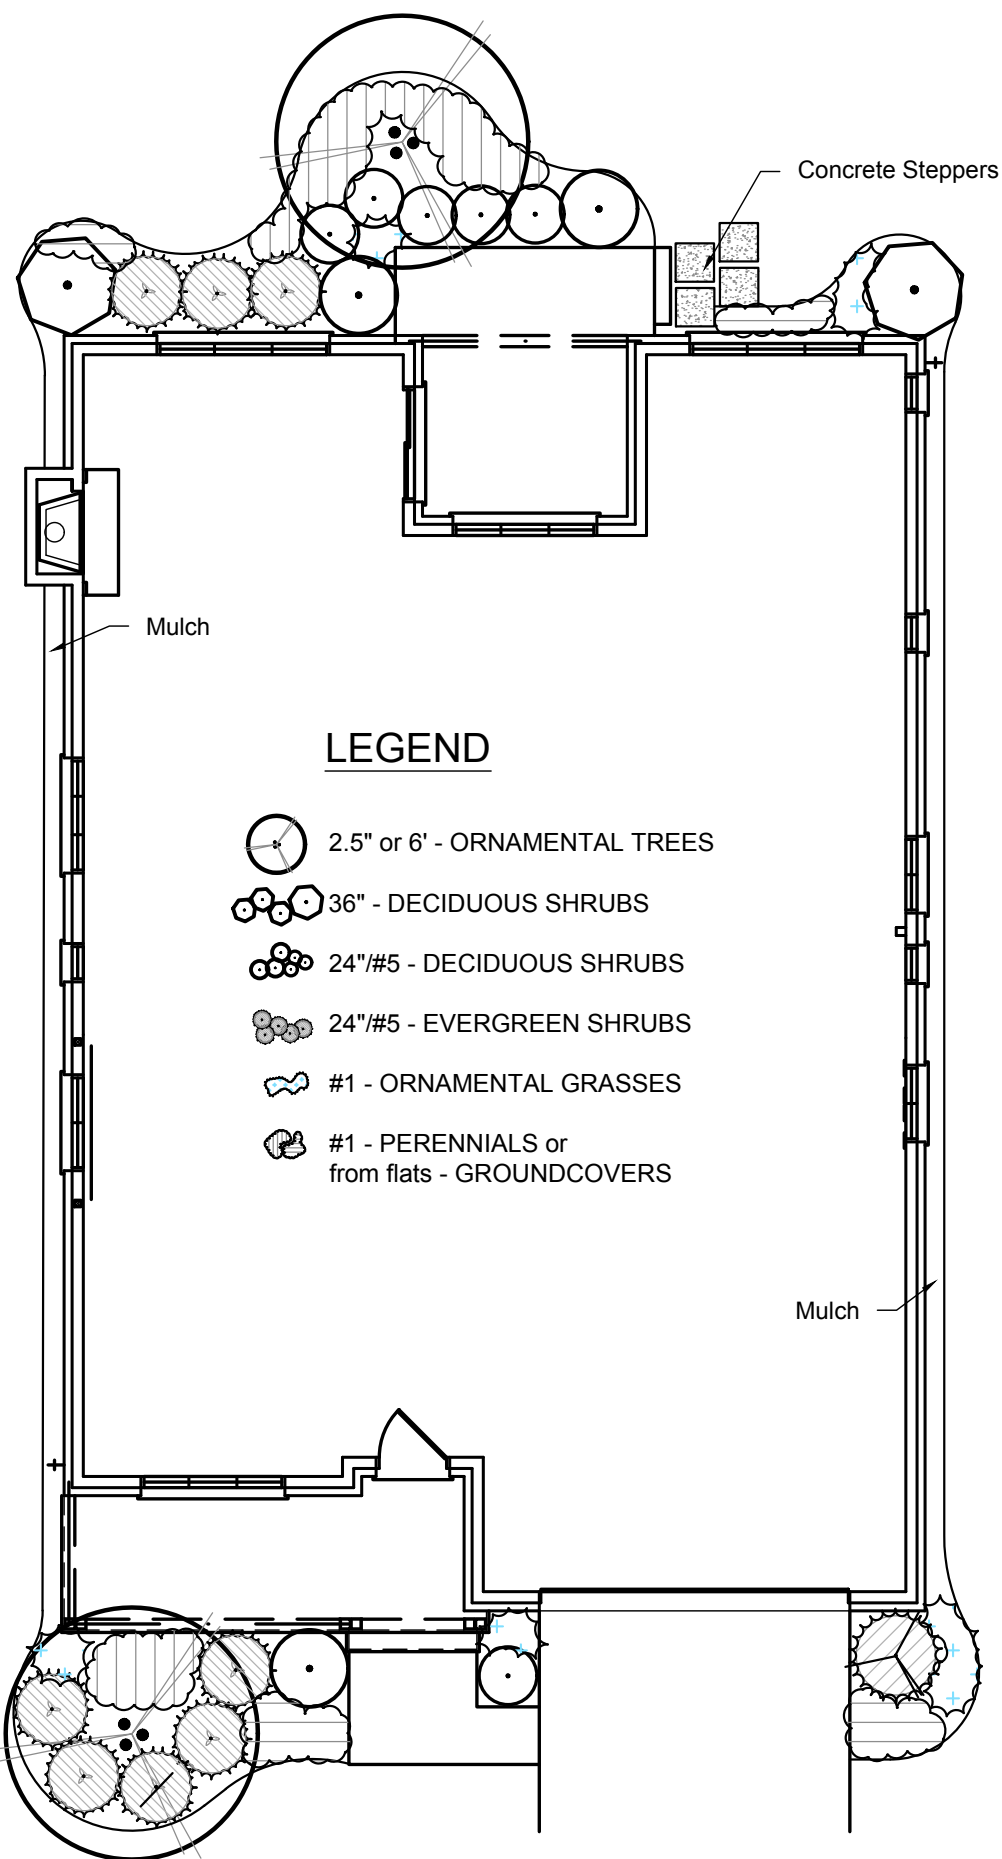 Concrete Steppers
Mulch
LEGEND
2.5" or 6' - ORNAMENTAL TREES
36" - DECIDUOUS SHRUBS
24"/#5 - DECIDUOUS SHRUBS
24"/#5 - EVERGREEN SHRUBS
#1 - ORNAMENTAL GRASSES
#1 - PERENNIALS or
from flats - GROUNDCOVERS
Mulch